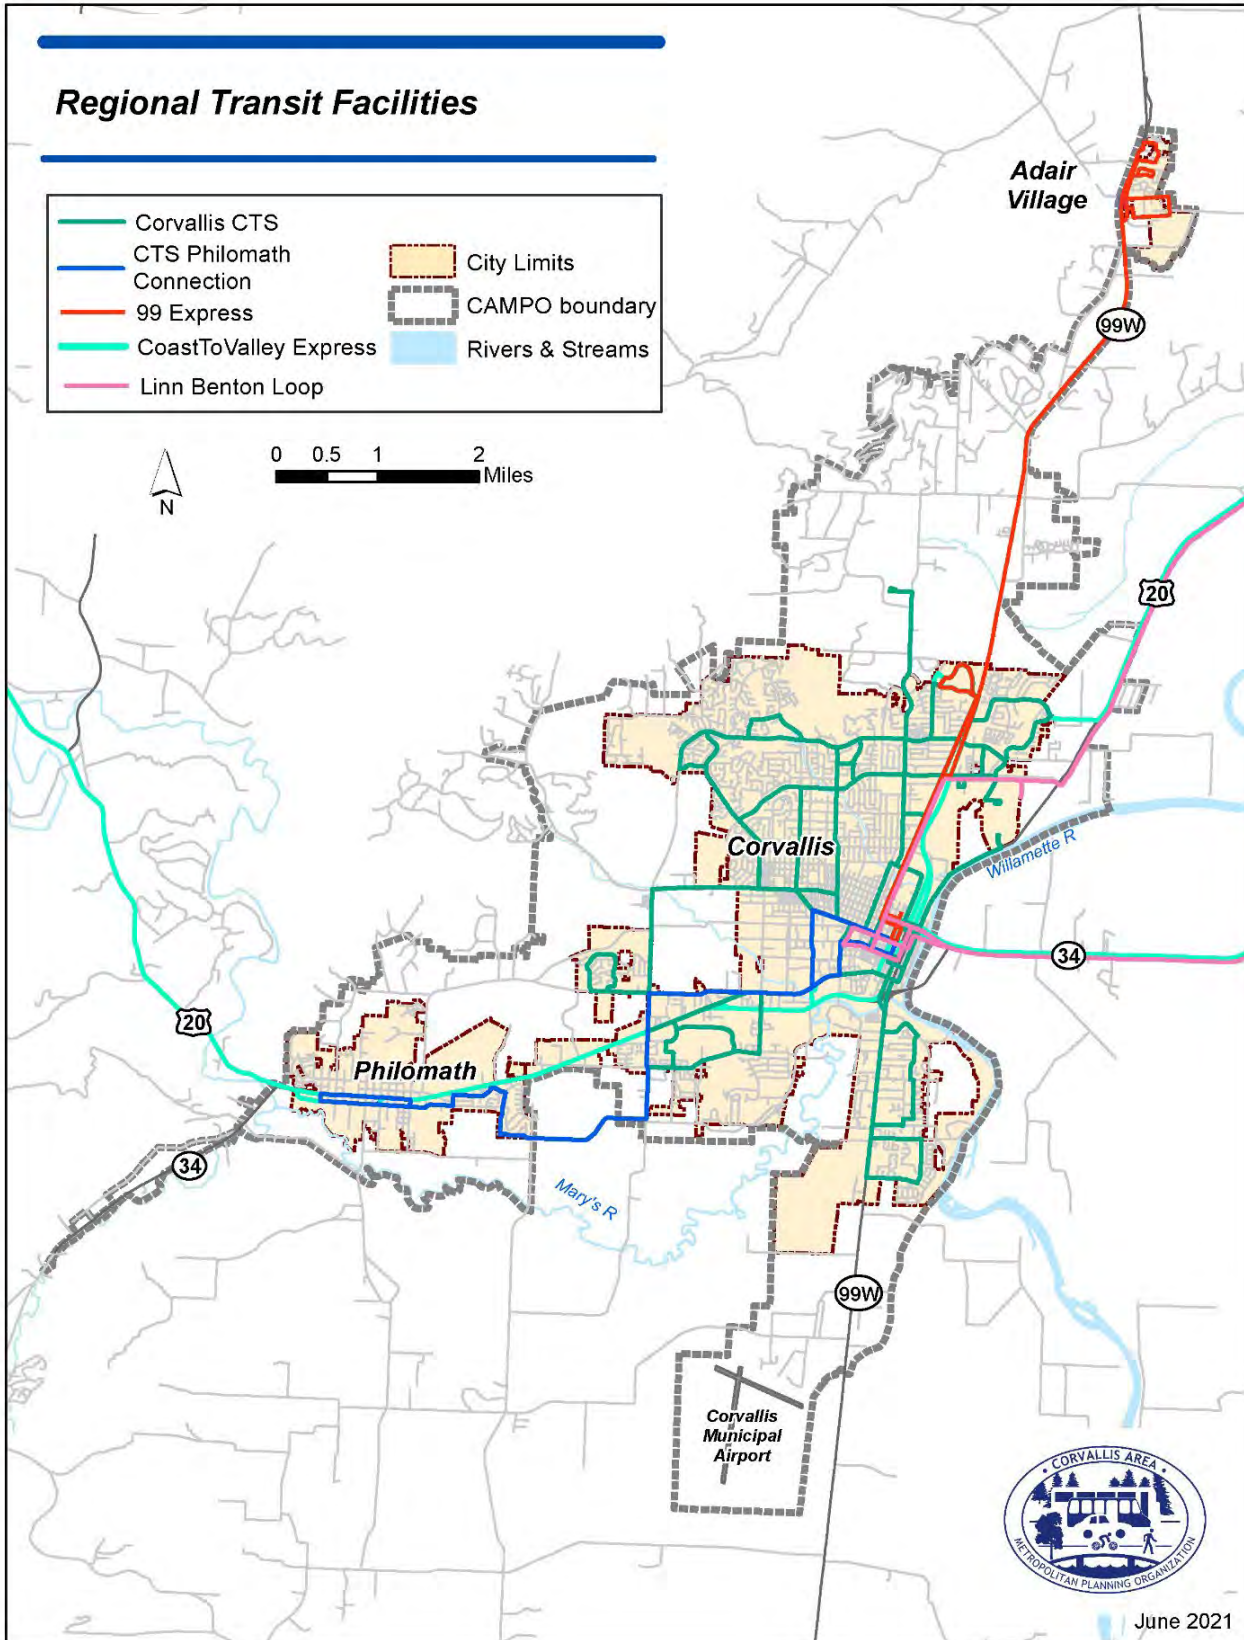 Regional Transit Facilities
Corvallis CTS
CTS Philomath
Connection
99 Express
CoastToValley Express
Linn Benton Loop
City Limits
CAMPO boundary
Rivers & Streams
0 0.5 1 2
Miles
N
Adair
Village
99W
20
Corvallis
Willamette R
34
20
Philomath
34
Mary's R
99W
Corvallis
Municipal
Airport
• CORVALLIS AREA •
METROPOLITAN PLANNING ORGANIZATION
June 2021